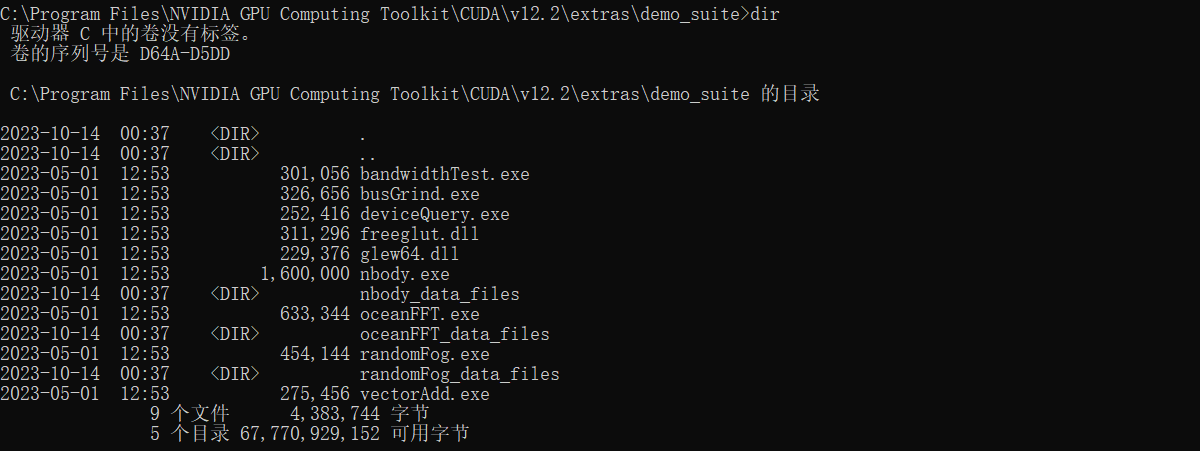 C:\Program Files\NVIDIA GPU Computing Toolkit\CUDA\v12.2\extras\demo_suite>dir
 驱动器 C 中的卷没有标签。
 卷的序列号是 D64A-D5DD

 C:\Program Files\NVIDIA GPU Computing Toolkit\CUDA\v12.2\extras\demo_suite 的目录

2023-10-14  00:37    <DIR>          .
2023-10-14  00:37    <DIR>          ..
2023-05-01  12:53           301,056 bandwidthTest.exe
2023-05-01  12:53           326,656 busGrind.exe
2023-05-01  12:53           252,416 deviceQuery.exe
2023-05-01  12:53           311,296 freeglut.dll
2023-05-01  12:53           229,376 glew64.dll
2023-05-01  12:53         1,600,000 nbody.exe
2023-10-14  00:37    <DIR>          nbody_data_files
2023-05-01  12:53           633,344 oceanFFT.exe
2023-10-14  00:37    <DIR>          oceanFFT_data_files
2023-05-01  12:53           454,144 randomFog.exe
2023-10-14  00:37    <DIR>          randomFog_data_files
2023-05-01  12:53           275,456 vectorAdd.exe
               9 个文件      4,383,744 字节
               5 个目录 67,770,929,152 可用字节